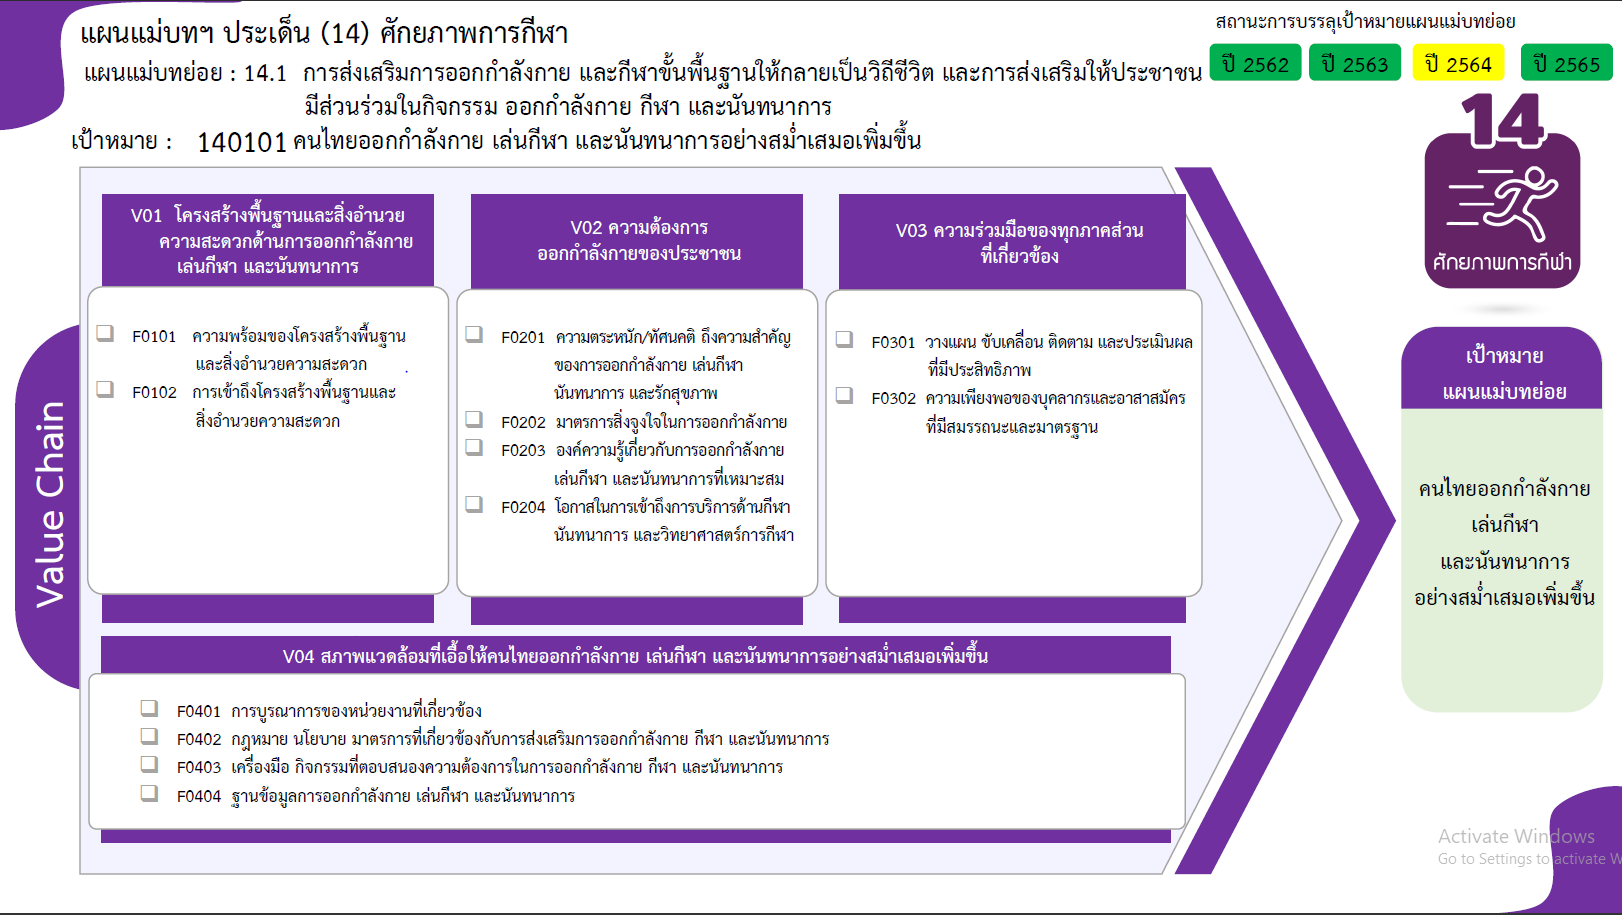 แผนแม่บทฯ ประเด็น (14) ศักยภาพการกีฬา
สถานะการบรรลุเป้าหมายแผนแม่บทย่อย
ปี 2562 ปี 2563 ปี 2564 ปี 2565
แผนแม่บทย่อย : 14.1 การส่งเสริมการออกกำลังกาย และกีฬาขั้นพื้นฐานให้กลายเป็นวิถีชีวิต และการส่งเสริมให้ประชาชน
มีส่วนร่วมในกิจกรรม ออกกำลังกาย กีฬา และนันทนาการ
เป้าหมาย : 140101 คนไทยออกกำลังกาย เล่นกีฬา และนันทนาการอย่างสม่ำเสมอเพิ่มขึ้น
Value Chain
V01 โครงสร้างพื้นฐานและสิ่งอำนวย
ความสะดวกด้านการออกกำลังกาย
เล่นกีฬา และนันทนาการ
F0101 ความพร้อมของโครงสร้างพื้นฐาน
และสิ่งอำนวยความสะดวก
F0102 การเข้าถึงโครงสร้างพื้นฐานและ
สิ่งอำนวยความสะดวก
V02 ความต้องการ
ออกกำลังกายของประชาชน
F0201 ความตระหนัก/ทัศนคติ ถึงความสำคัญ
ของการออกกำลังกาย เล่นกีฬา
นันทนาการ และรักสุขภาพ
F0202 มาตรการสิ่งจูงใจในการออกกำลังกาย
F0203 องค์ความรู้เกี่ยวกับการออกกำลังกาย
เล่นกีฬา และนันทนาการที่เหมาะสม
F0204 โอกาสในการเข้าถึงการบริการด้านกีฬา
นันทนาการ และวิทยาศาสตร์การกีฬา
V03 ความร่วมมือของทุกภาคส่วน
ที่เกี่ยวข้อง
F0301 วางแผน ขับเคลื่อน ติดตาม และประเมินผล
ที่มีประสิทธิภาพ
F0302 ความเพียงพอของบุคลากรและอาสาสมัคร
ที่มีสมรรถนะและมาตรฐาน
V04 สภาพแวดล้อมที่เอื้อให้คนไทยออกกำลังกาย เล่นกีฬา และนันทนาการอย่างสม่ำเสมอเพิ่มขึ้น
F0401 การบูรณาการของหน่วยงานที่เกี่ยวข้อง
F0402 กฎหมาย นโยบาย มาตรการที่เกี่ยวข้องกับการส่งเสริมการออกกำลังกาย กีฬา และนันทนาการ
F0403 เครื่องมือ กิจกรรมที่ตอบสนองความต้องการในการออกกำลังกาย กีฬา และนันทนาการ
F0404 ฐานข้อมูลการออกกำลังกาย เล่นกีฬา และนันทนาการ
14
ศักยภาพการกีฬา
เป้าหมาย
แผนแม่บทย่อย
คนไทยออกกำลังกาย
เล่นกีฬา
และนันทนาการ
อย่างสม่ำเสมอเพิ่มขึ้น
Activate Windows
Go to Settings to activate W